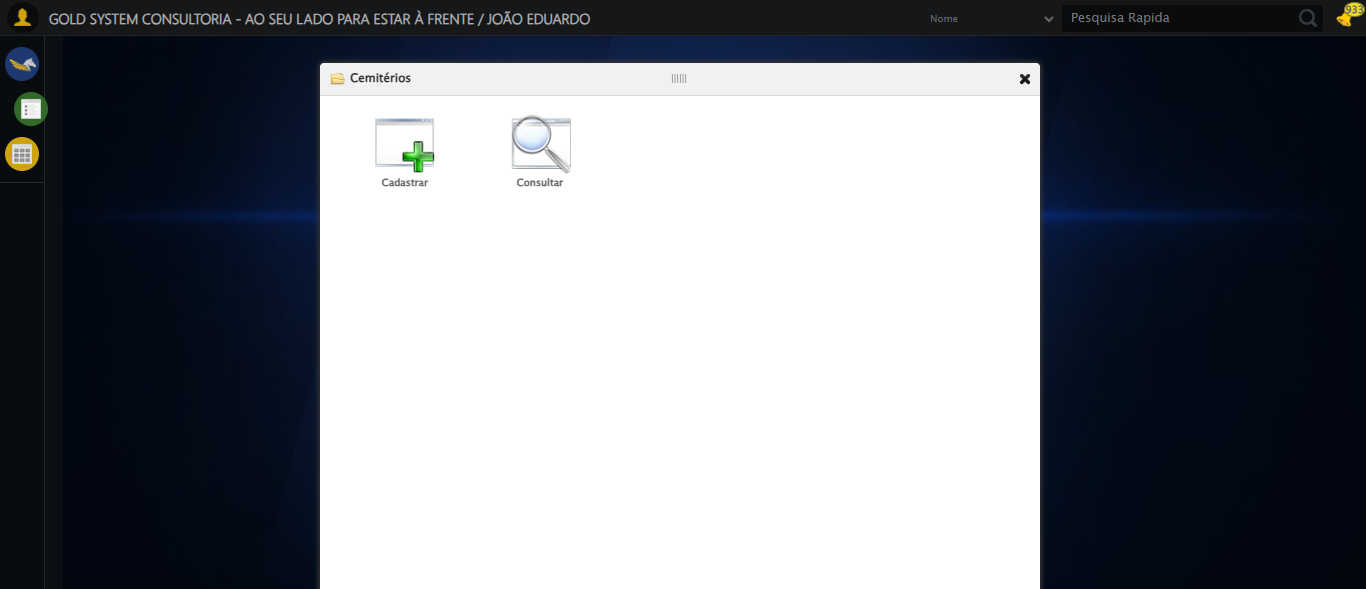 GOLD SYSTEM CONSULTORIA - AO SEU LADO PARA ESTAR À FRENTE / JOÃO EDUARDO
Nome
Pesquisa Rapida
933
Cemitérios
Cadastrar
Consultar